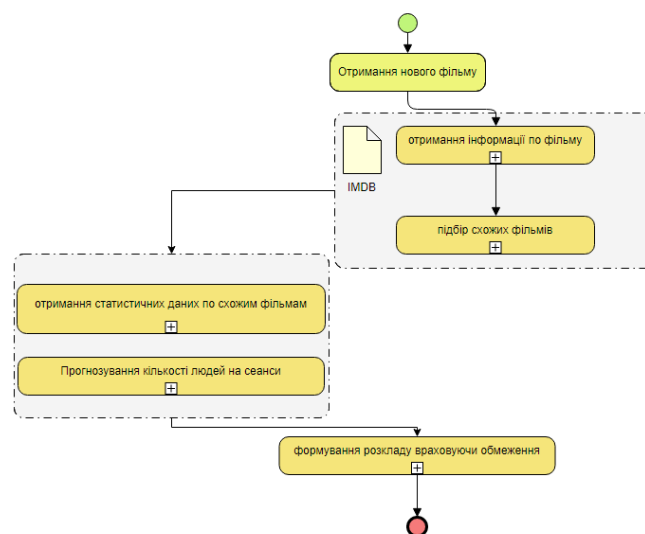 Отримання нового фільму
отримання інформації по фільму
IMDB
підбір схожих фільмів
отримання статистичних даних по схожим фільмам
Прогнозування кількості людей на сеанси
формування розкладу враховуючи обмеження